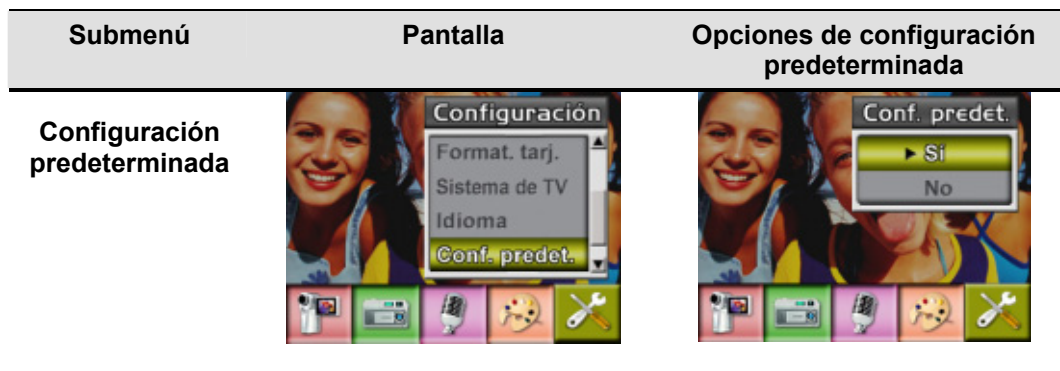 Submenú
Pantalla
Opciones de configuración
predeterminada
Configuración
predeterminada
Configuración
Format. tarj.
Sistema de TV
Idioma
Conf. predet.
Conf. predet.
Si
No